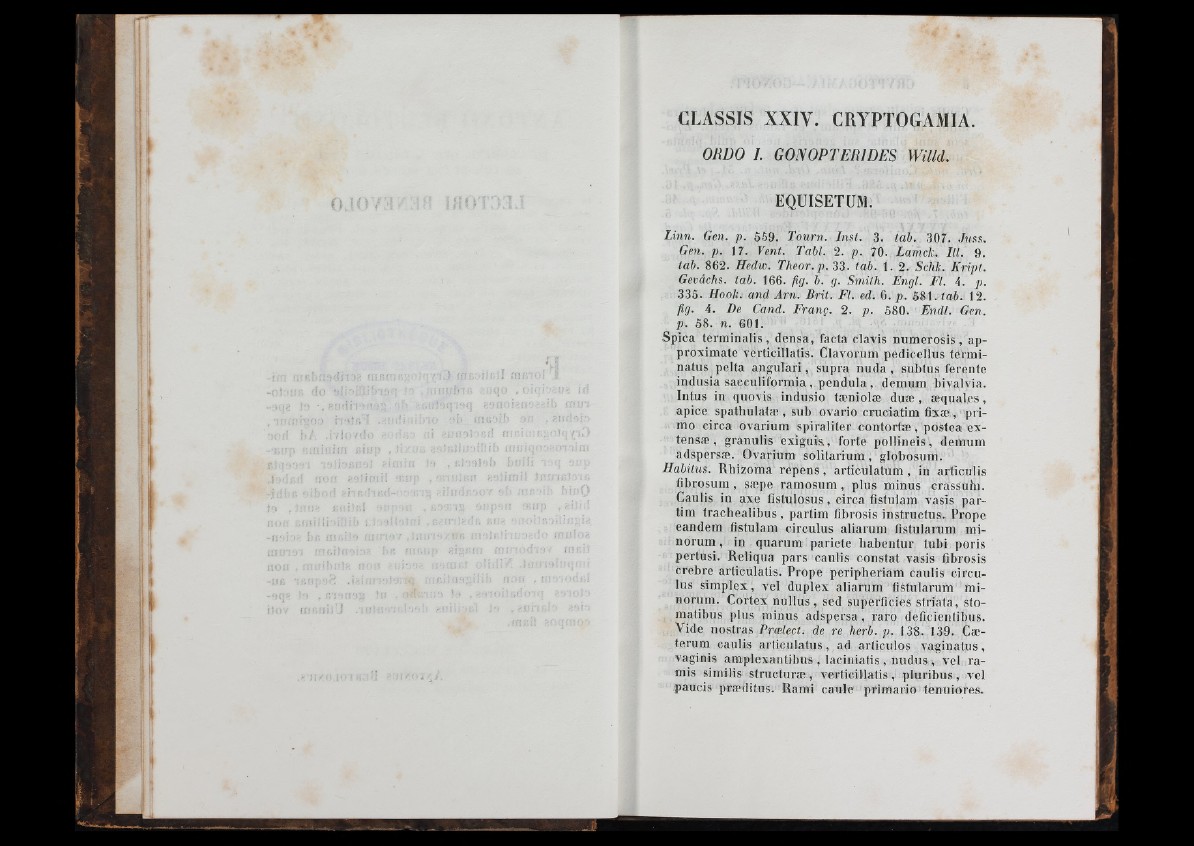 CLASSIS XXIV. CRYPTOGAMIA.
ORDO I. GONOPTERIDES Willd.
EQUISETUM.
Linn. Gen. p. 559. Tourn. Inst. 3. tab. 307. Juss.
Gen. p. 17. Vent. Tabl. 2. p. 70. Lamck. Ill. 9.
tab. 862. Hedw. Theor. p. 33. tab. 1. 2. Schk. Kript.
Gevächs. tab. 166. fig. b. g. Smith. Engl. Fl. 4. p.
335. Hook. and Arn. Brit. Fl. ed. 6. p. 581. tab. 12.
fig. 4. De Cand. Franç. 2. p. 580. Endl. Gen.
p. 58. n. 601.
Spica terminalis, densa, facta clavis numerosis, ap-
proximate verticillatis. Clavorum pedicellus termi-
natus pelta angulari, supra nuda, subtus ferente
indusia sacculiformia, pendula, demum bivalvia.
Intus in quovis indusio tæniolæ duæ, æquales,
apice spathulatæ, sub ovario cruciatim fixæ, pri-
mo circa ovarium spiraliter contortæ, postea ex-
tensæ, granulis exiguis, forte pollineis, demum
adspersæ. Ovarium solitarium, globosum.
Habitus. Rhizoma repens, articulatum, in articulis
fibrosum, sæpe ramosum, plus minus crassum.
Caulis in axe fistulosus, circa fistulam vasis par-
tim trachealibus, partim fibrosis instructus. Prope
eandem fistulam circulus aliarum fistularum mi-
norum, in quarum pariete habentur tubi poris
pertusi. Reliqua pars caulis constat vasis fibrosis
crebre articulatis. Prope peripheriam caulis circu-
lus simplex, vel duplex aliarum fistularum mi-
norum. Cortex nullus, sed superficies striata, sto-
matibus plus minus adspersa, raro deficientibus.
Vide nostras Prælect. de re herb. p. 138. 139. Cæ-
terum caulis articulatus, ad articulos vaginatus,
vaginis amplexantibus, laciniatis, nudus, vel ra-
mis similis structuræ, verticillatis, pluribus, vel
paucis præditus. Rami caule primario tenuiores.